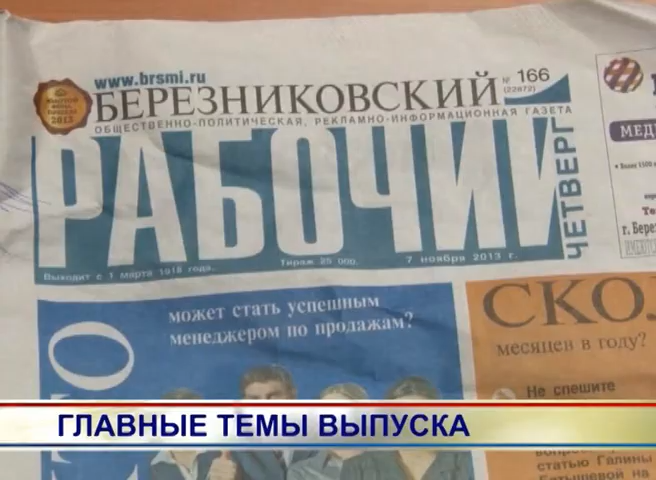 www.brsmi.ru
БЕРЕЗНИКОВСКИЙ
№ 166
(22872)
ОБЩЕСТВЕННО-ПОЛИТИЧЕСКАЯ, РЕКЛАМНО-ИНФОРМАЦИОННАЯ ГАЗЕТА
РАБОЧИЙ
ЧЕТВЕРГ
Выходит с 1 марта 1918 года.
Тираж 25 000.
7 ноября 2013 г.
может стать успешным
менеджером по продажам?
месяцев в году?
Не спешите
статью Галины
на
ГЛАВНЫЕ ТЕМЫ ВЫПУСКА